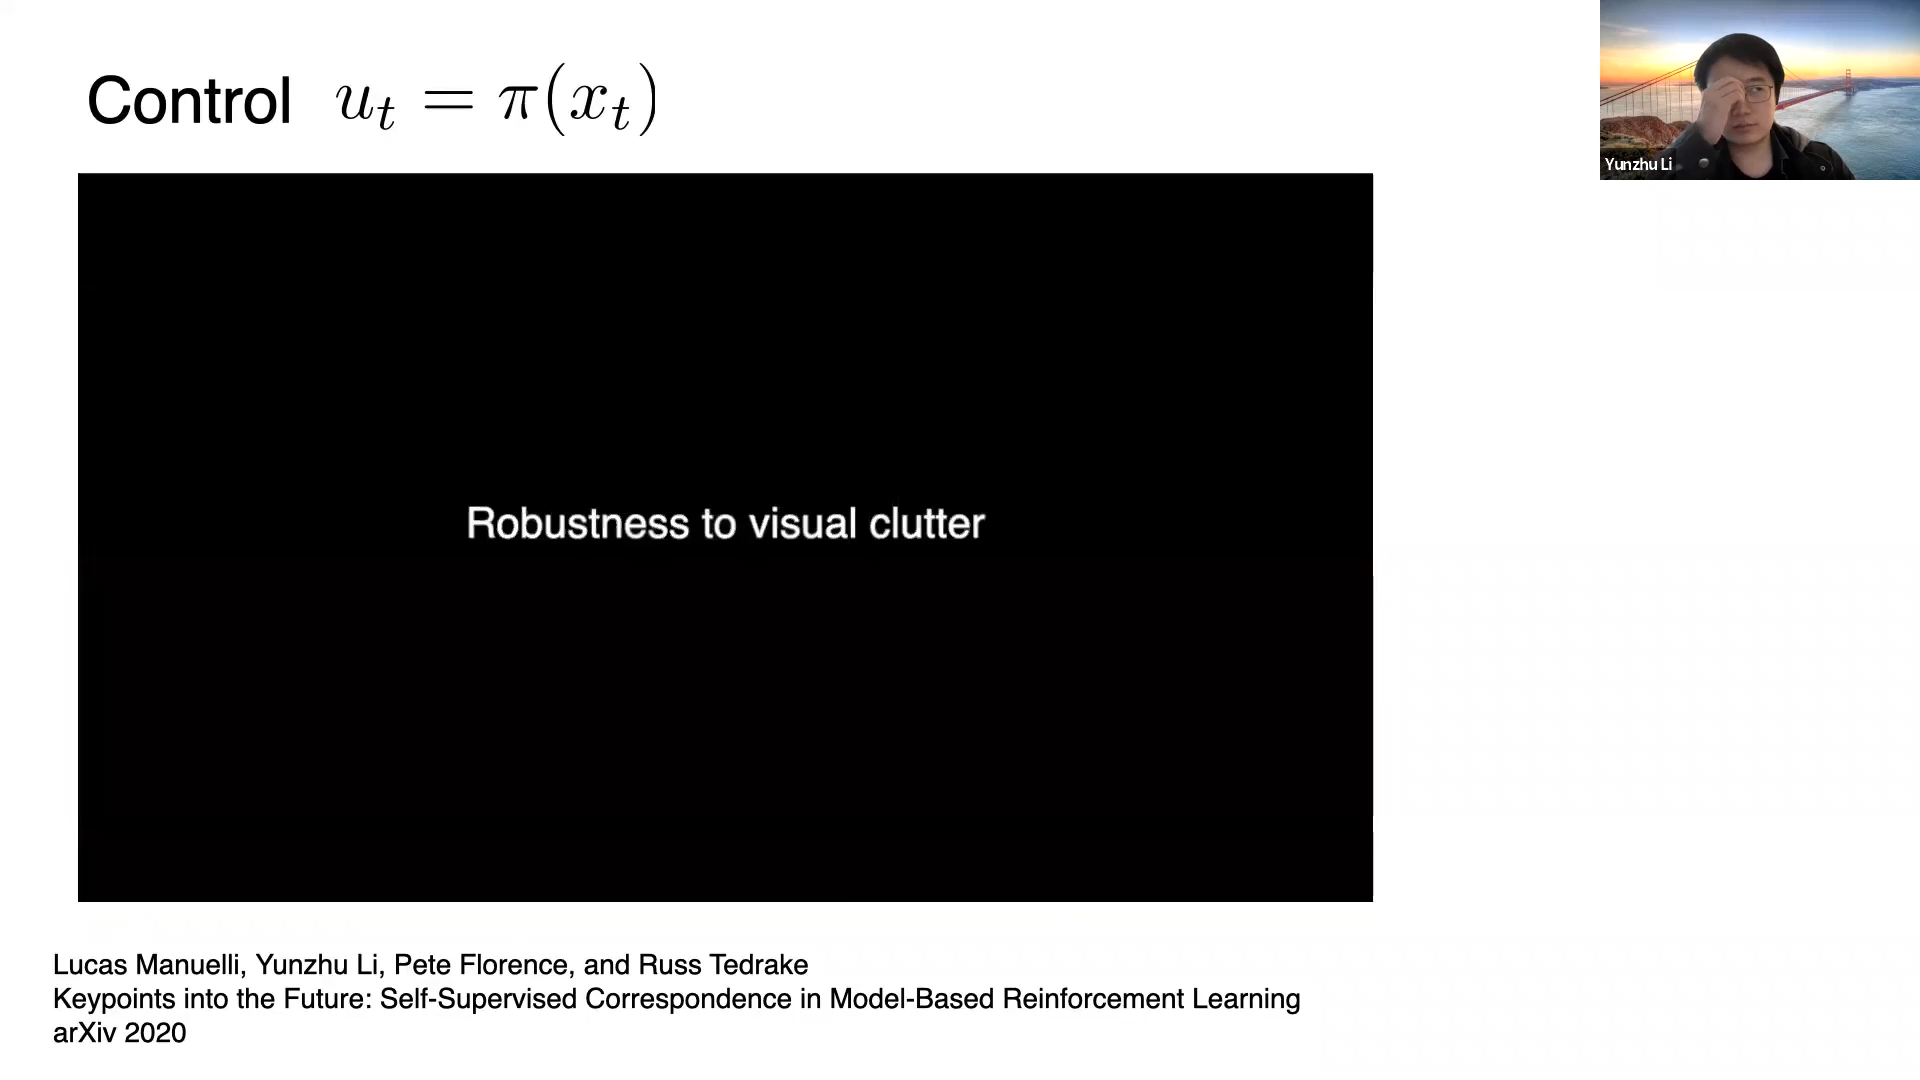 Control u_t = π(x_t)
Yunzhu Li
Robustness to visual clutter
Lucas Manuelli, Yunzhu Li, Pete Florence, and Russ Tedrake
Keypoints into the Future: Self-Supervised Correspondence in Model-Based Reinforcement Learning
arXiv 2020